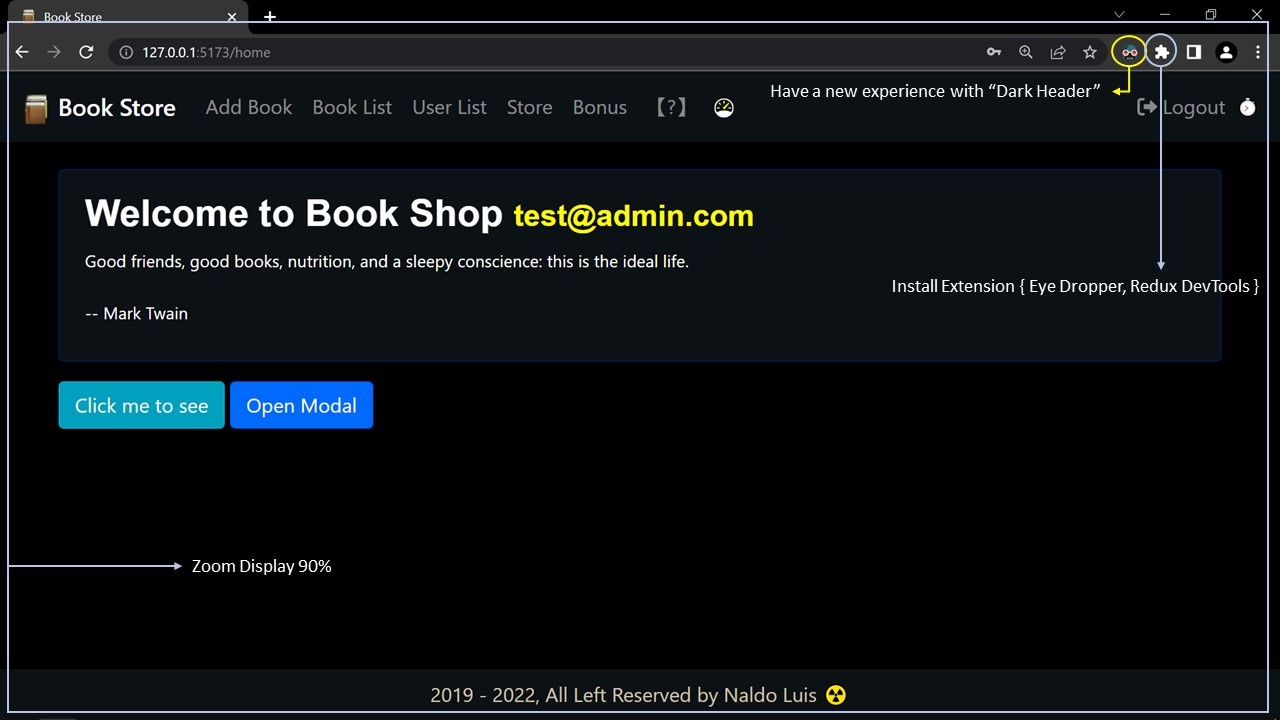 Book Store
127.0.0.1:5173/home
Have a new experience with “Dark Header”
Book Store Add Book Book List User List Store Bonus 【?】 Logout
Welcome to Book Shop test@admin.com
Good friends, good books, nutrition, and a sleepy conscience: this is the ideal life.
Install Extension { Eye Dropper, Redux DevTools }
-- Mark Twain
Click me to see Open Modal
Zoom Display 90%
2019 - 2022, All Left Reserved by Naldo Luis